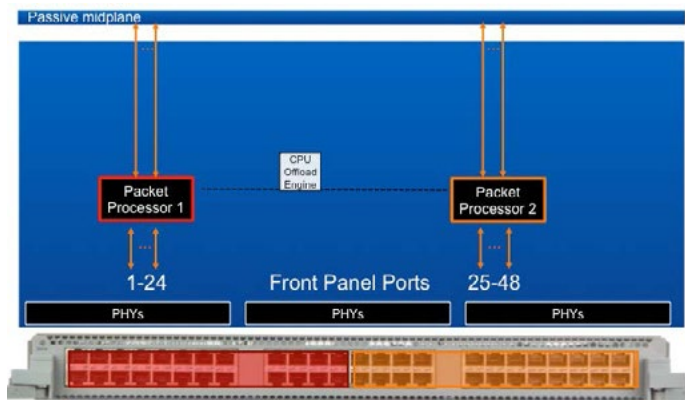 Passive midplane
...
...
CPU
Offload
Engine
Packet
Processor 1
Packet
Processor 2
...
...
1-24
Front Panel Ports
25-48
PHYs
PHYs
PHYs